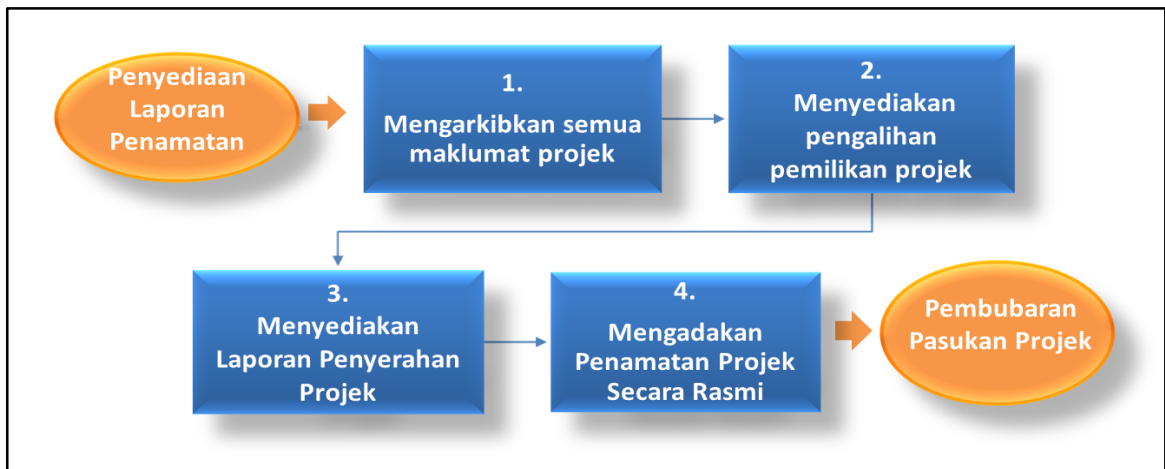 Penyediaan
Laporan
Penamatan
1.
Mengarkibkan semua
maklumat projek
2.
Menyediakan
pengalihan
pemilikan projek
3.
Menyediakan
Laporan Penyerahan
Projek
4.
Mengadakan
Penamatan Projek
Secara Rasmi
Pembubaran
Pasukan Projek